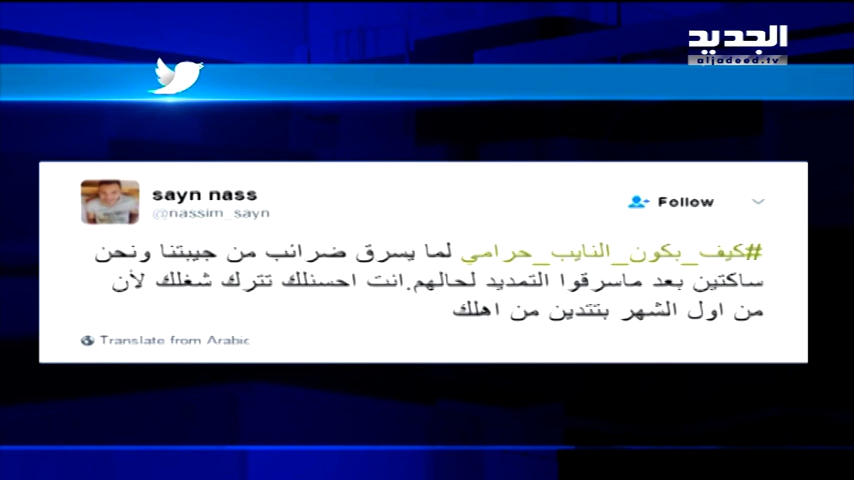 الجديد
aljadeed.tv
sayn nass
@nassim_sayn
Follow
#كيف_بكون_النايب_حرامي لما يسرق ضرائب من جيبتنا ونحن
ساكتين بعد ماسرقوا التمديد لحالهم.انت احسنلك تترك شغلك لأن
من اول الشهر بتتدين من اهلك
Translate from Arabic